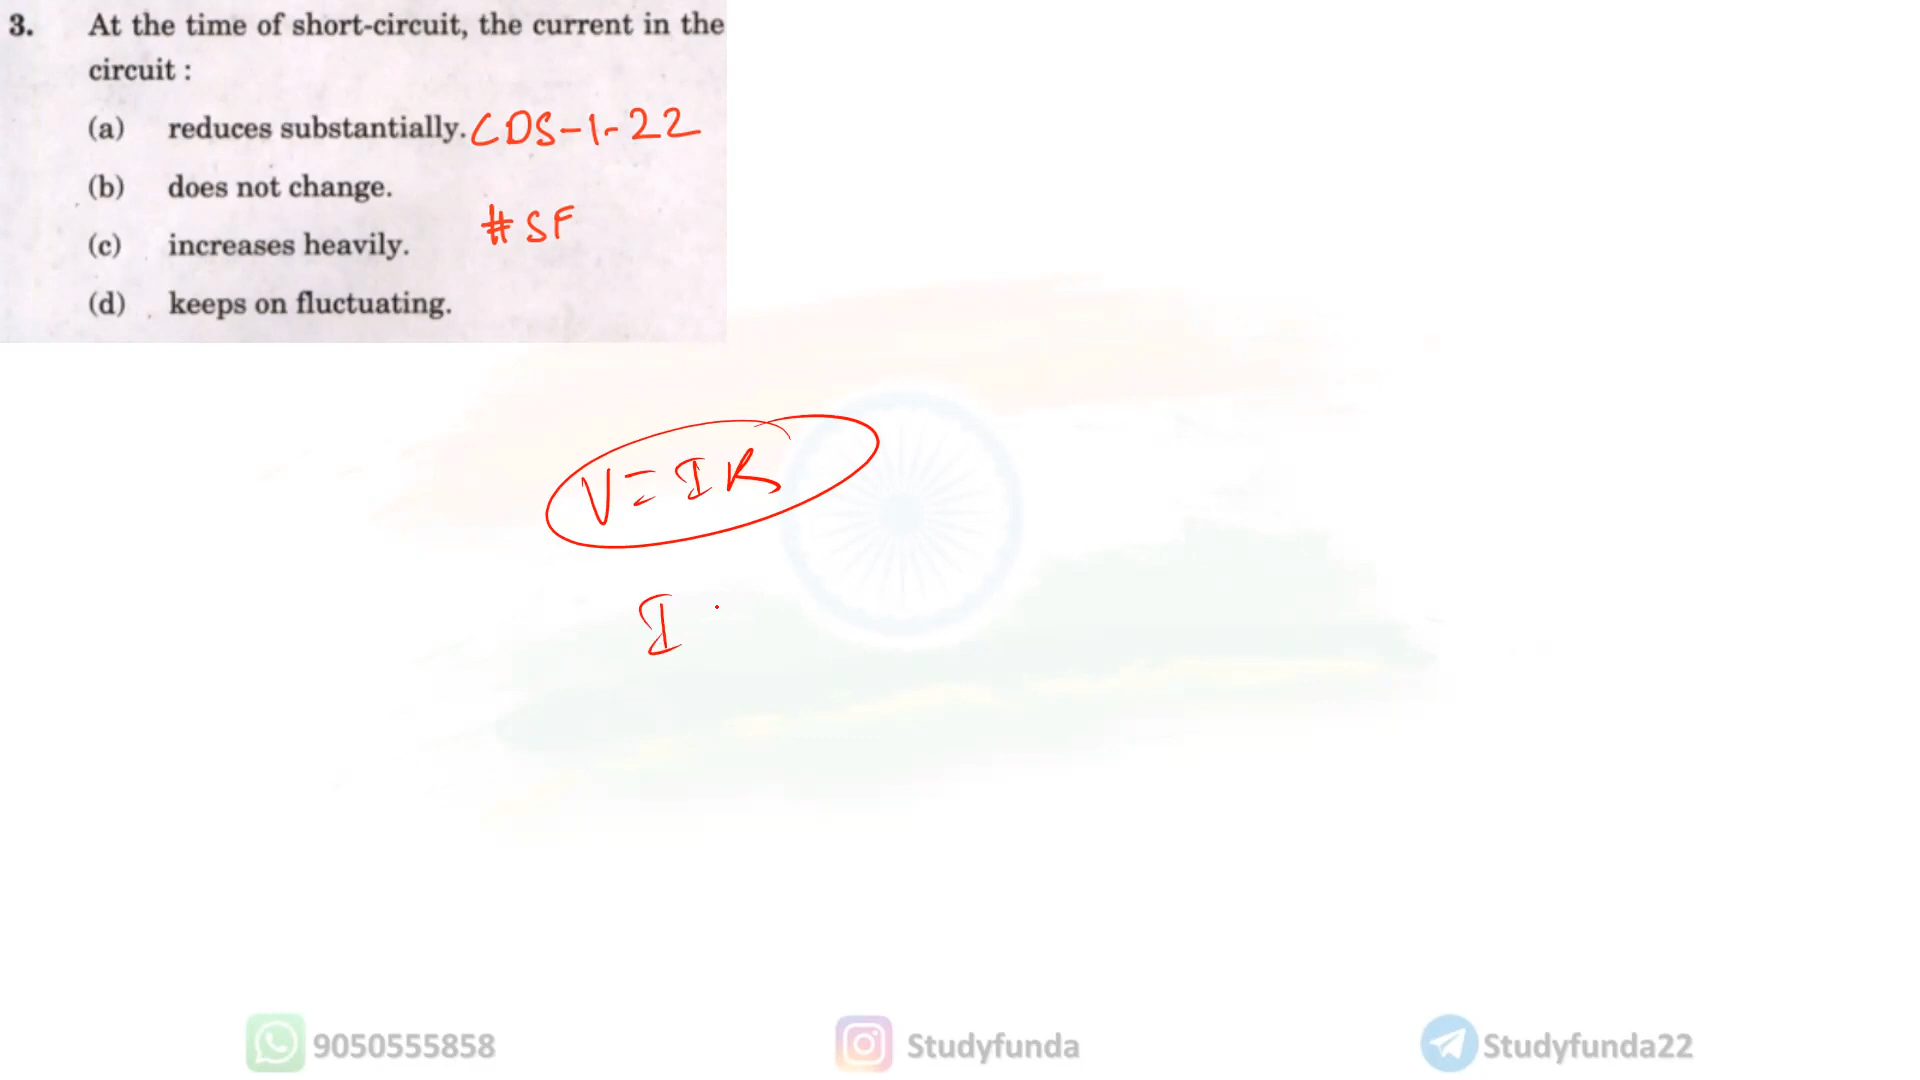 3. At the time of short-circuit, the current in the
circuit :
(a) reduces substantially. CDS-1-22
(b) does not change.
#SF
(c) increases heavily.
(d) keeps on fluctuating.
V=IR
I
9050555858 Studyfunda Studyfunda22